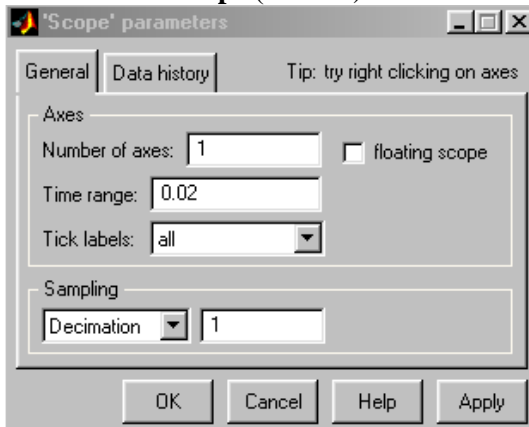 'Scope' parameters
General Data history Tip: try right clicking on axes
Axes
Number of axes: 1 floating scope
Time range: 0.02
Tick labels: all
Sampling
Decimation 1
OK Cancel Help Apply